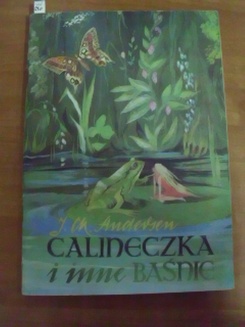 J. Ch. Andersen
CALINECZKA
i inne BAŚNIE